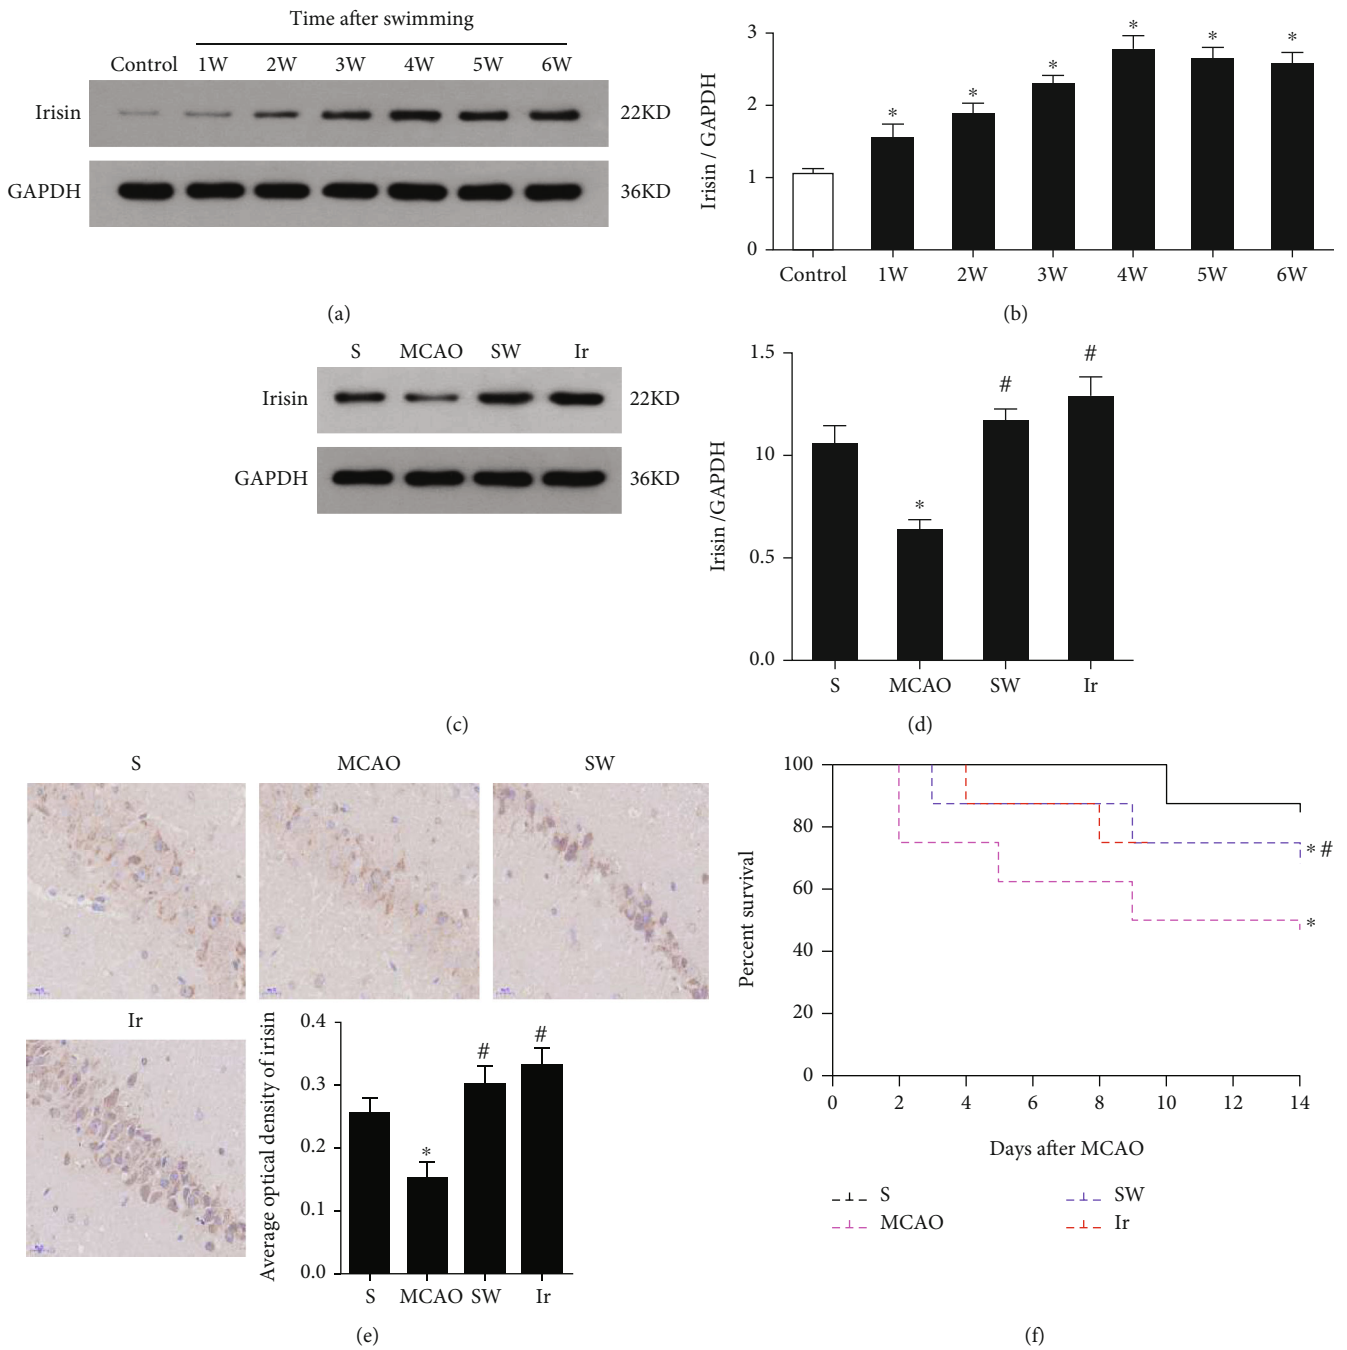 Time after swimming
Control 1W 2W 3W 4W 5W 6W
Irisin 22KD
GAPDH 36KD
(a)
Irisin / GAPDH
3
2
1
0
* * * * * *
Control 1W 2W 3W 4W 5W 6W
(b)
S MCAO SW Ir
Irisin 22KD
GAPDH 36KD
(c)
Irisin /GAPDH
1.5
10
0.5
0.0
* # #
S MCAO SW Ir
(d)
S MCAO SW
Ir
Average optical density of irisin
0.4
0.3
0.2
0.1
0.0
* # #
S MCAO SW Ir
(e)
Percent survival
100
80
60
40
20
0
* #
*
0 2 4 6 8 10 12 14
Days after MCAO
S SW
MCAO Ir
(f)